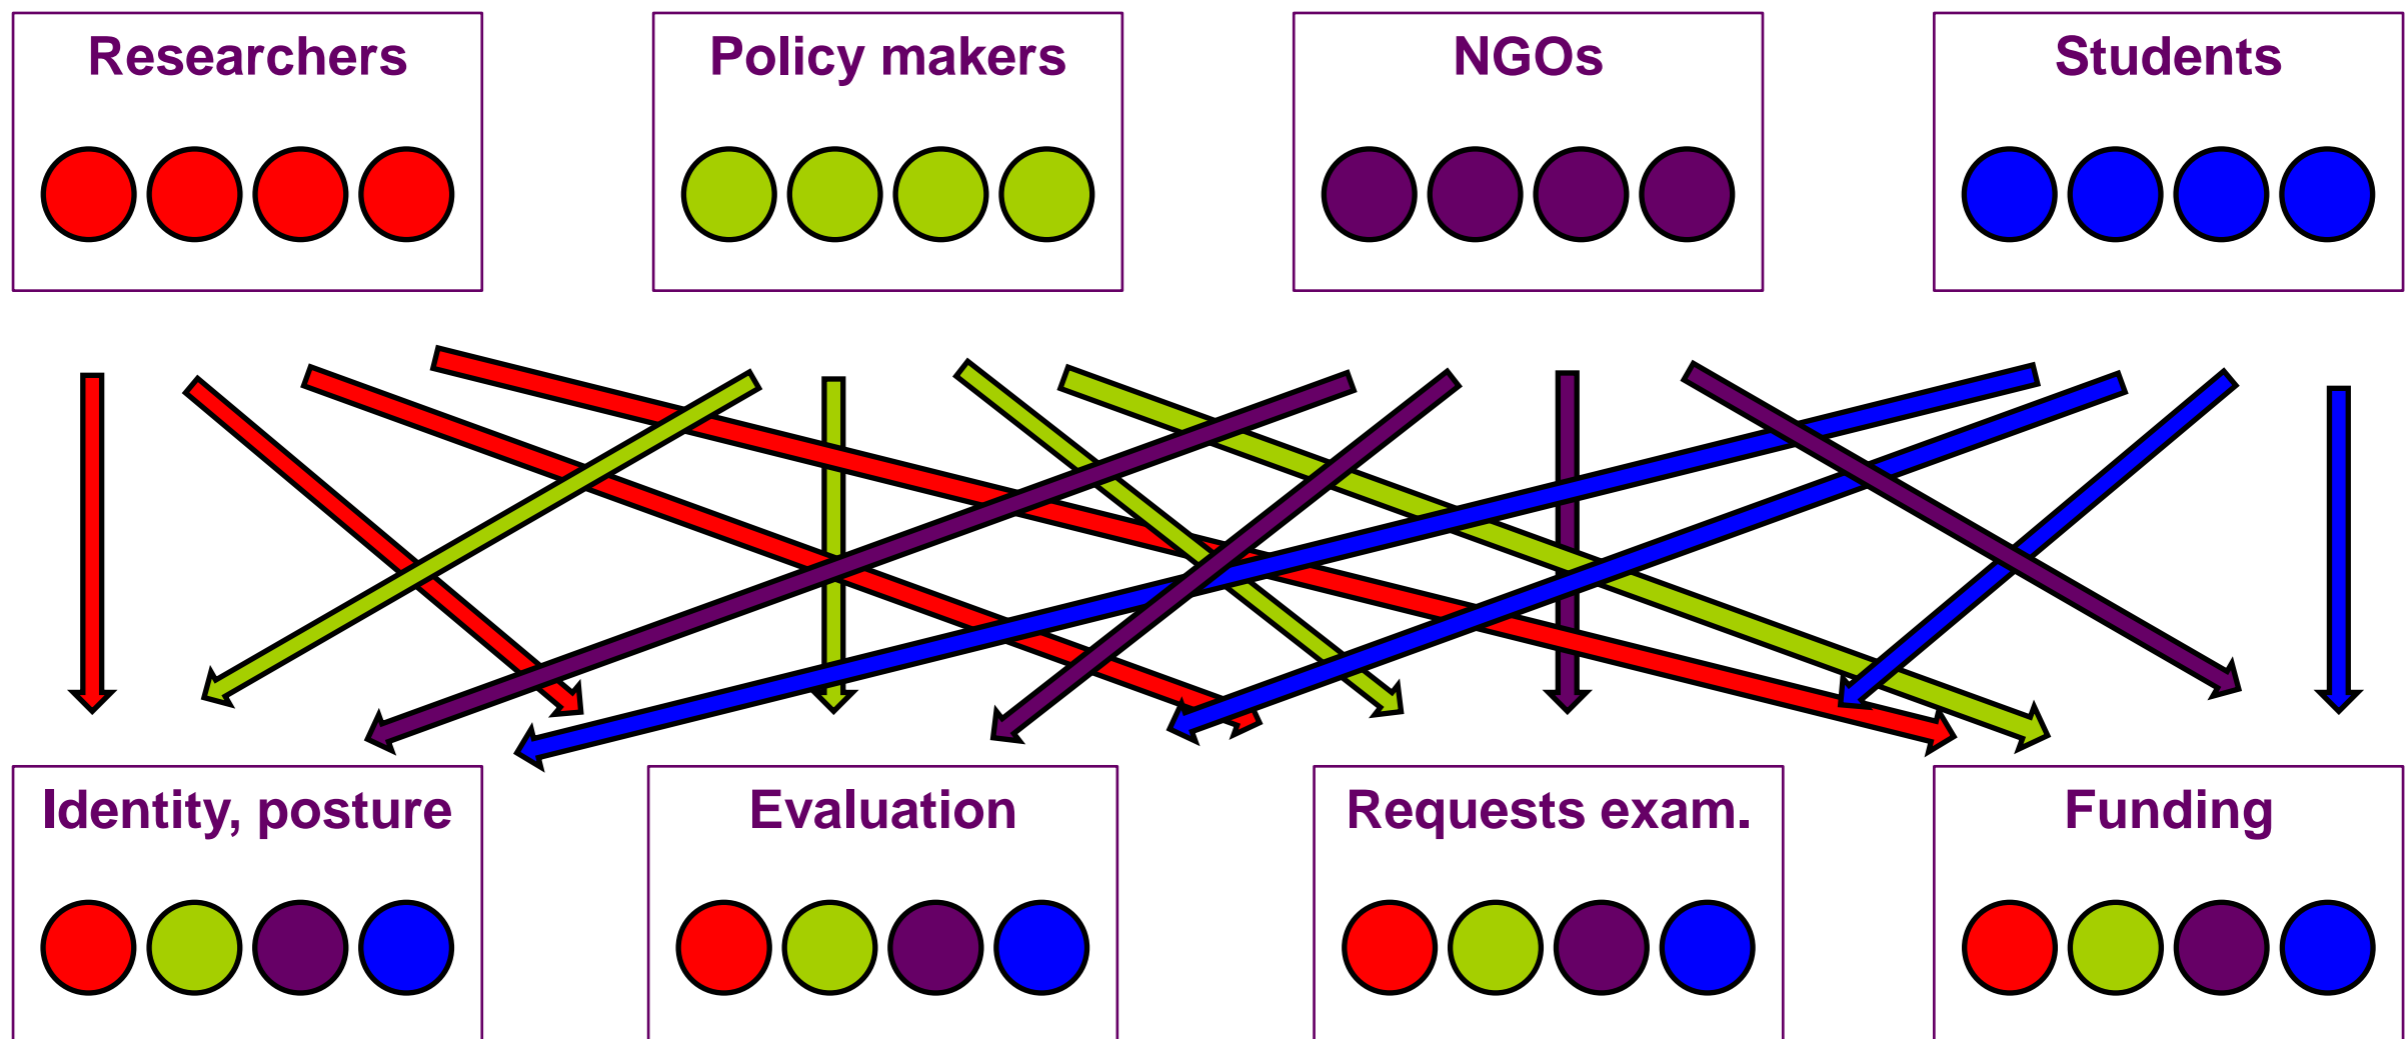 Researchers
Policy makers
NGOs
Students
Identity, posture
Evaluation
Requests exam.
Funding